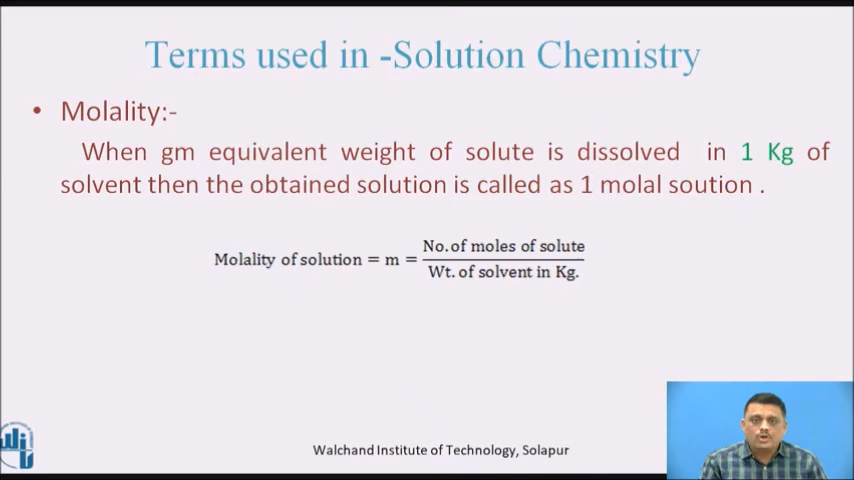 Terms used in -Solution Chemistry
• Molality:-
When gm equivalent weight of solute is dissolved in 1 Kg of
solvent then the obtained solution is called as 1 molal soution .
No. of moles of solute
Molality of solution = m =
Wt. of solvent in Kg.
Walchand Institute of Technology, Solapur